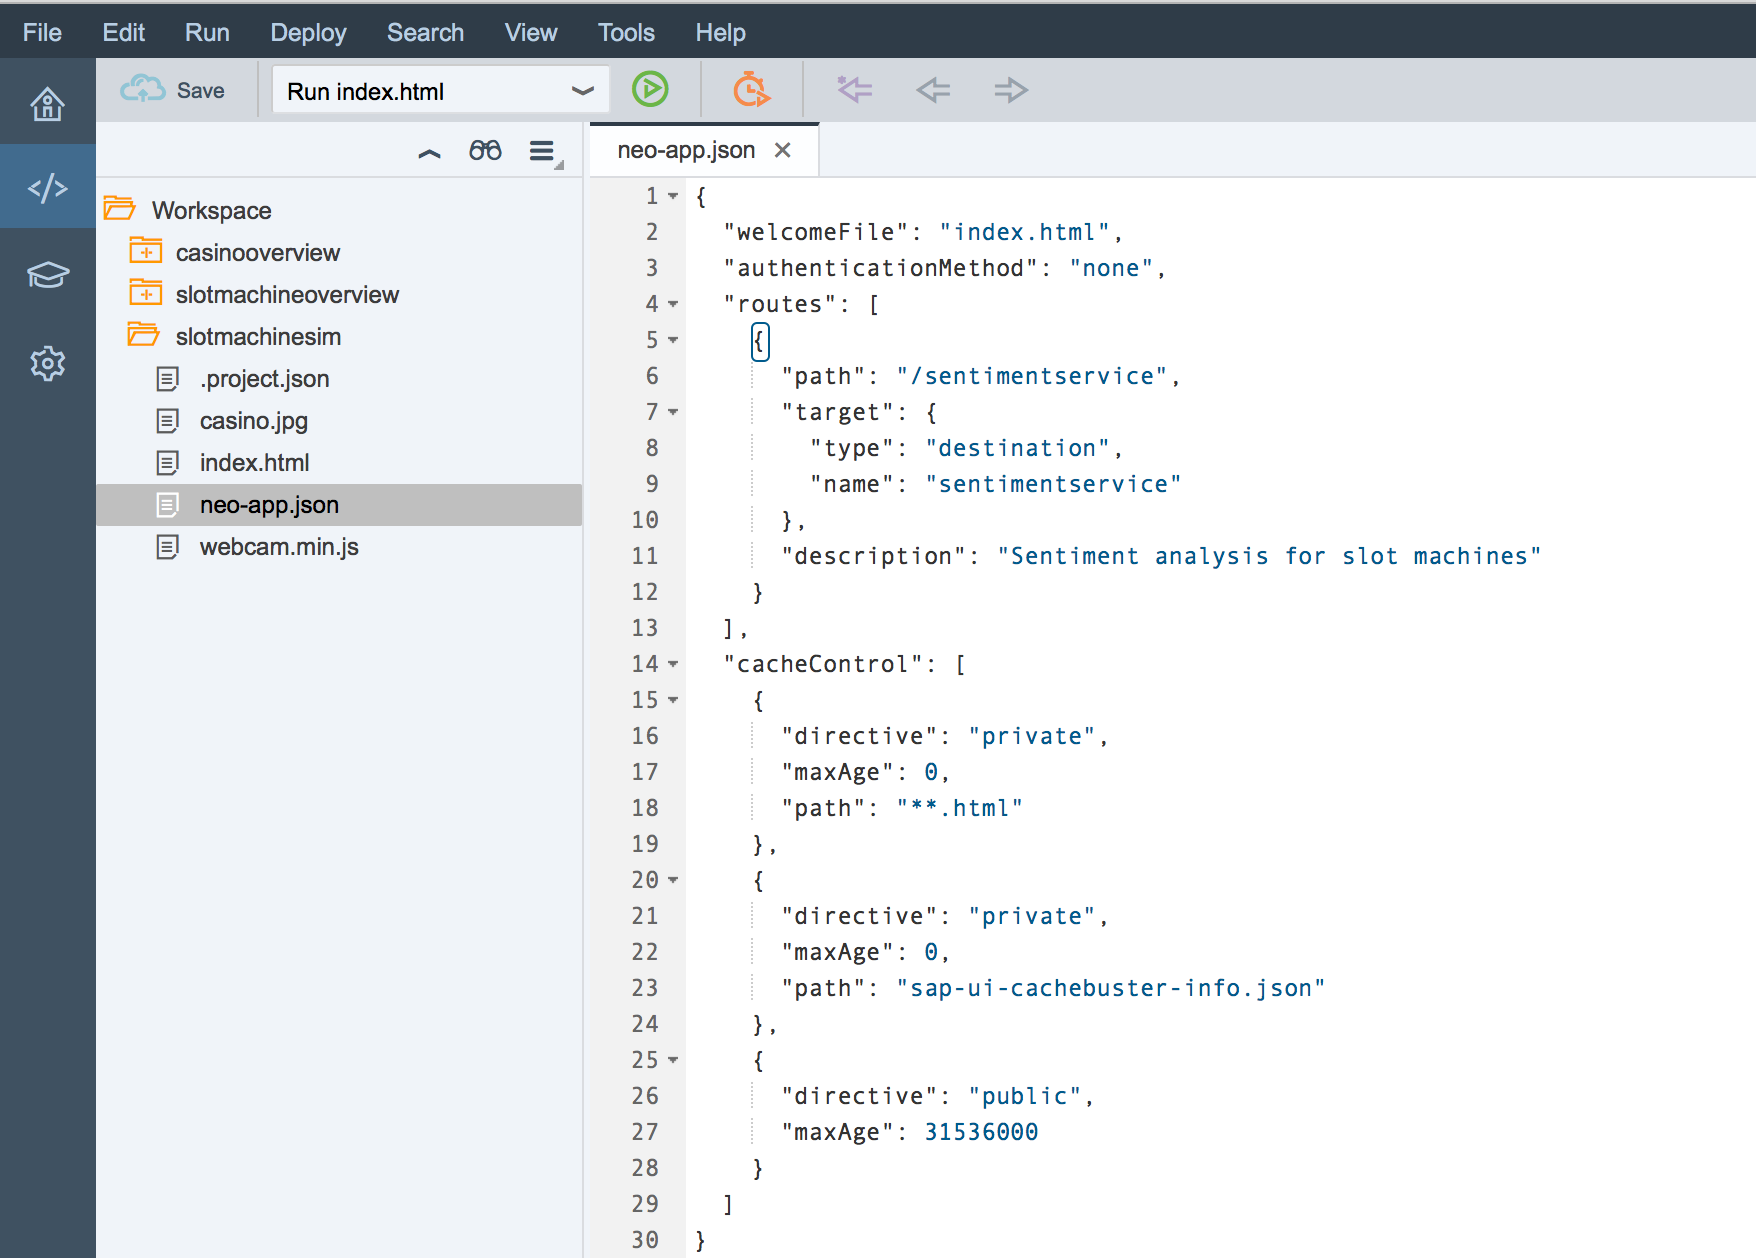 File Edit Run Deploy Search View Tools Help
Save Run index.html
neo-app.json
Workspace
casinooverview
slotmachineoverview
slotmachinesim
.project.json
casino.jpg
index.html
neo-app.json
webcam.min.js
1 {
2 "welcomeFile": "index.html",
3 "authenticationMethod": "none",
4 "routes": [
5 {
6 "path": "/sentimentservice",
7 "target": {
8 "type": "destination",
9 "name": "sentimentservice"
10 },
11 "description": "Sentiment analysis for slot machines"
12 }
13 ],
14 "cacheControl": [
15 {
16 "directive": "private",
17 "maxAge": 0,
18 "path": "**.html"
19 },
20 {
21 "directive": "private",
22 "maxAge": 0,
23 "path": "sap-ui-cachebuster-info.json"
24 },
25 {
26 "directive": "public",
27 "maxAge": 31536000
28 }
29 ]
30 }